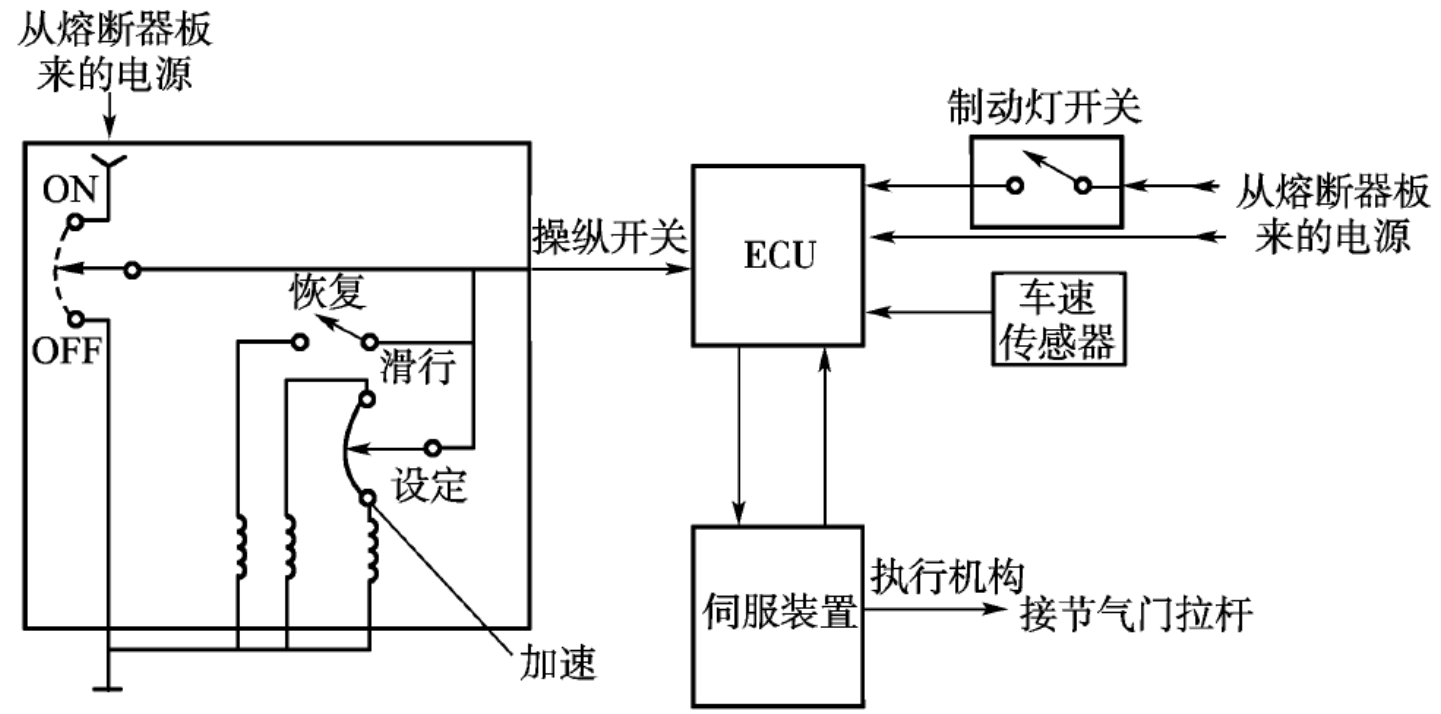 从熔断器板
来的电源
ON
OFF
恢复
滑行
设定
加速
操纵开关
ECU
制动灯开关
从熔断器板
来的电源
车速
传感器
伺服装置
执行机构
接节气门拉杆